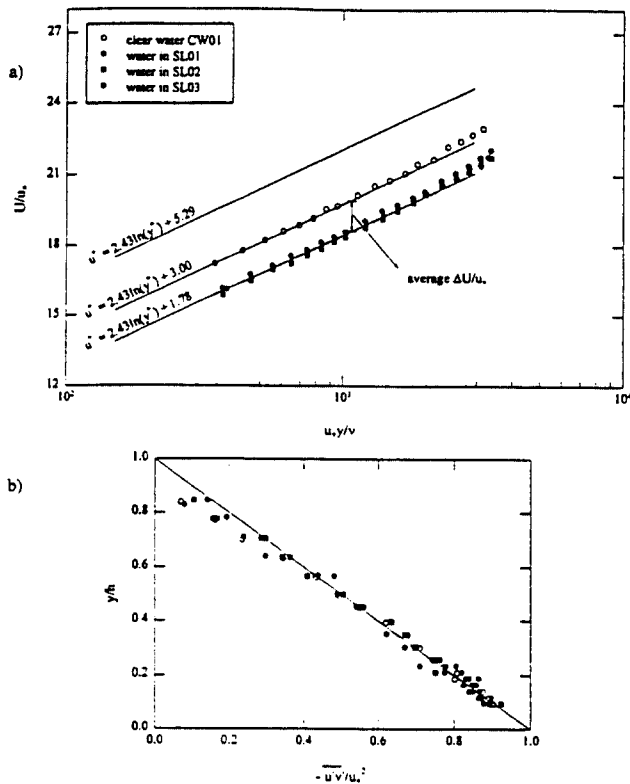 a)
28
24
21
18
15
12
U/u*
clear water CW01
water in SL01
water in SL02
water in SL03
u⁺ = 2.43ln(y⁺) + 5.29
u⁺ = 2.43ln(y⁺) + 3.00
u⁺ = 2.43ln(y⁺) + 1.78
average ΔU/u*
10² 10³ 10⁴
u*y/ν
b)
1.0
0.8
0.6
0.4
0.2
0.0
y/h
0.0 0.2 0.4 0.6 0.8 1.0
- u'v'/u*²